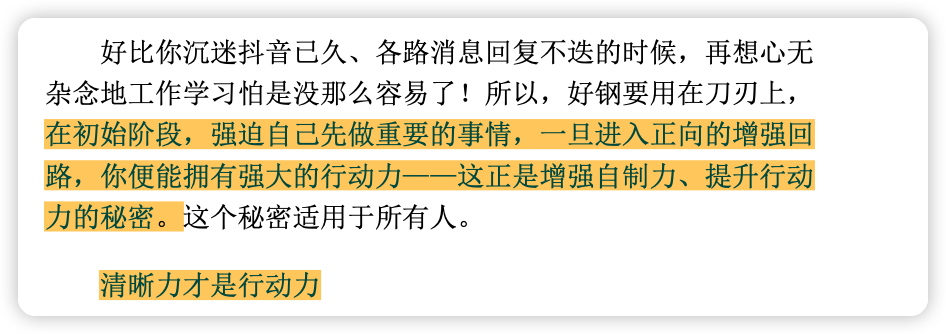 好比你沉迷抖音已久、各路消息回复不迭的时候，再想心无
杂念地工作学习怕是没那么容易了！所以，好钢要用在刀刃上，
在初始阶段，强迫自己先做重要的事情，一旦进入正向的增强回
路，你便能拥有强大的行动力——这正是增强自制力、提升行动
力的秘密。这个秘密适用于所有人。
清晰力才是行动力